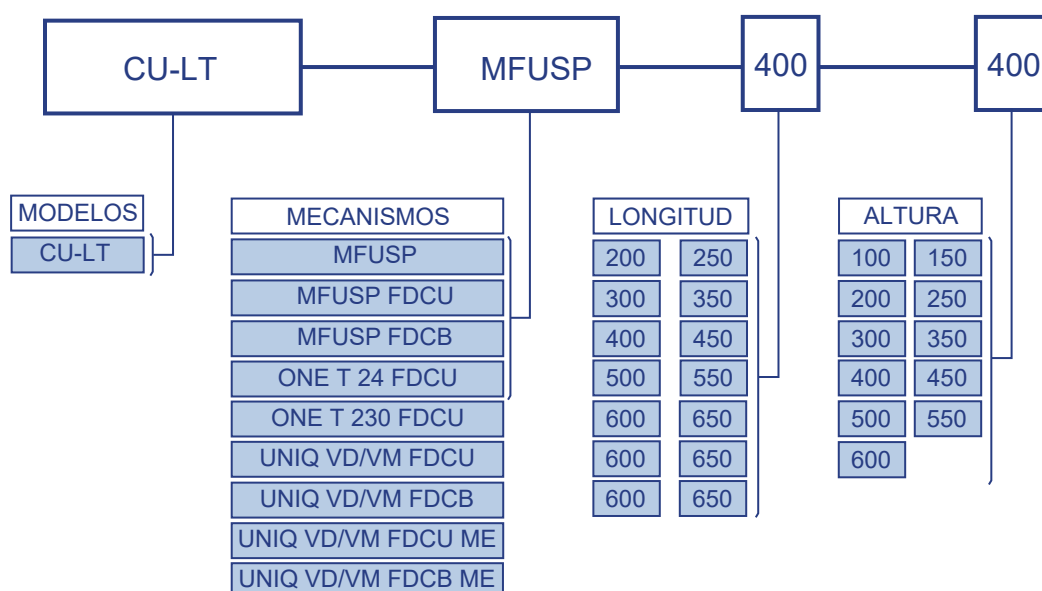 CU-LT MFUSP 400 400
MODELOS
CU-LT
MECANISMOS
MFUSP
MFUSP FDCU
MFUSP FDCB
ONE T 24 FDCU
ONE T 230 FDCU
UNIQ VD/VM FDCU
UNIQ VD/VM FDCB
UNIQ VD/VM FDCU ME
UNIQ VD/VM FDCB ME
LONGITUD
200 250
300 350
400 450
500 550
600 650
600 650
600 650
ALTURA
100 150
200 250
300 350
400 450
500 550
600